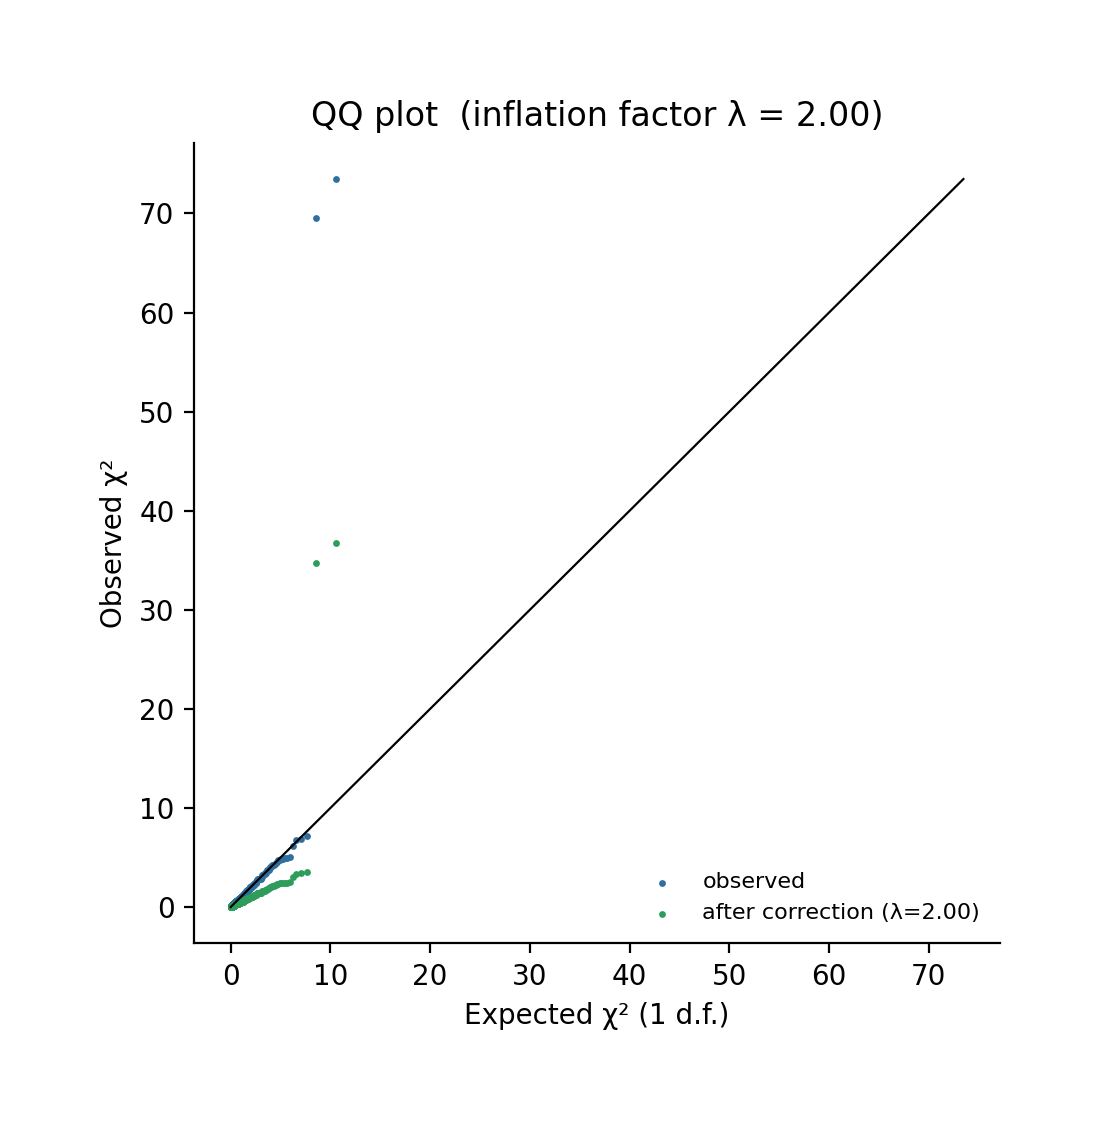 QQ plot  (inflation factor λ = 2.00)
Observed χ²
70
60
50
40
30
20
10
0
0 10 20 30 40 50 60 70
Expected χ² (1 d.f.)
observed
after correction (λ=2.00)